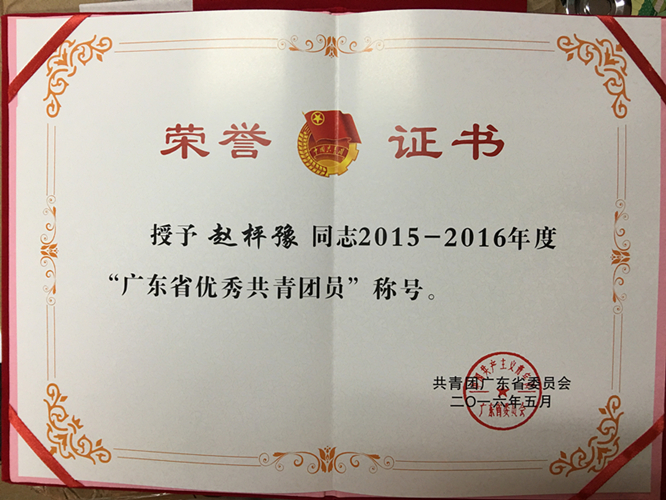 荣誉证书
授予 赵枰豫 同志2015-2016年度
“广东省优秀共青团员”称号。
共青团广东省委员会
二〇一六年五月